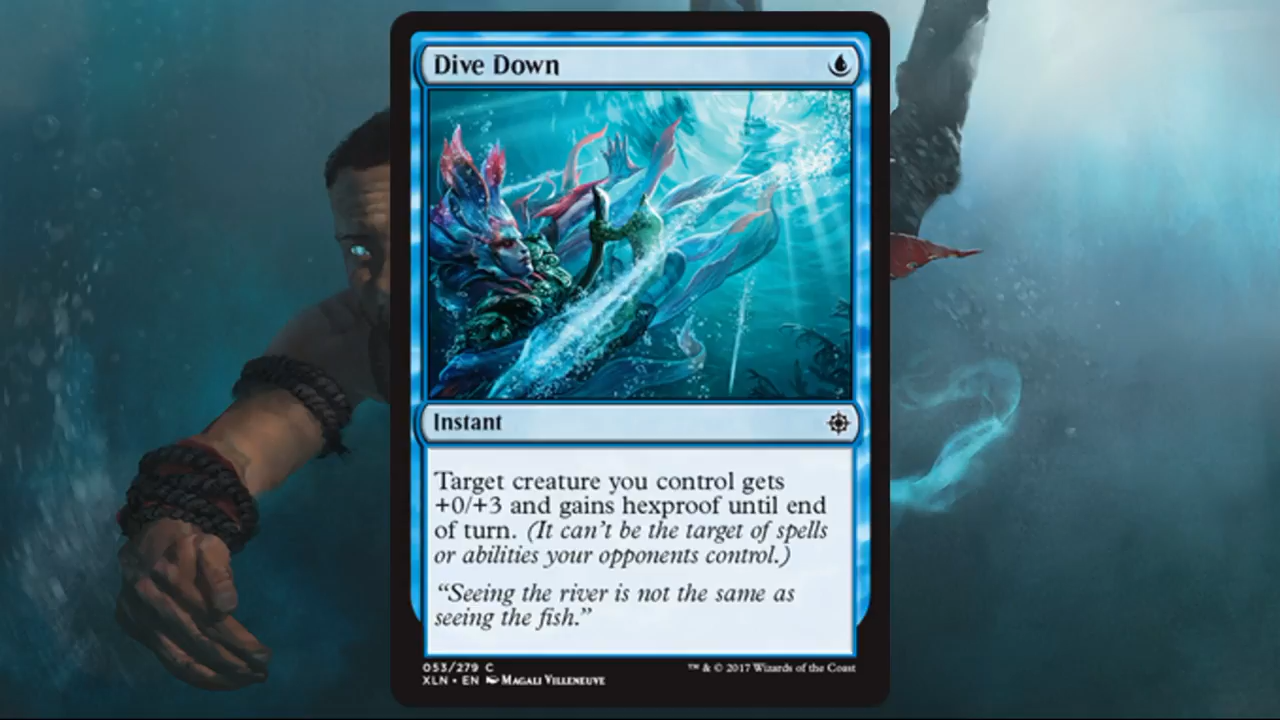 Dive Down
Instant
Target creature you control gets
+0/+3 and gains hexproof until end
of turn. (It can't be the target of spells
or abilities your opponents control.)
“Seeing the river is not the same as
seeing the fish.”
053/279 C
™ & © 2017 Wizards of the Coast
XLN • EN Magali Villeneuve